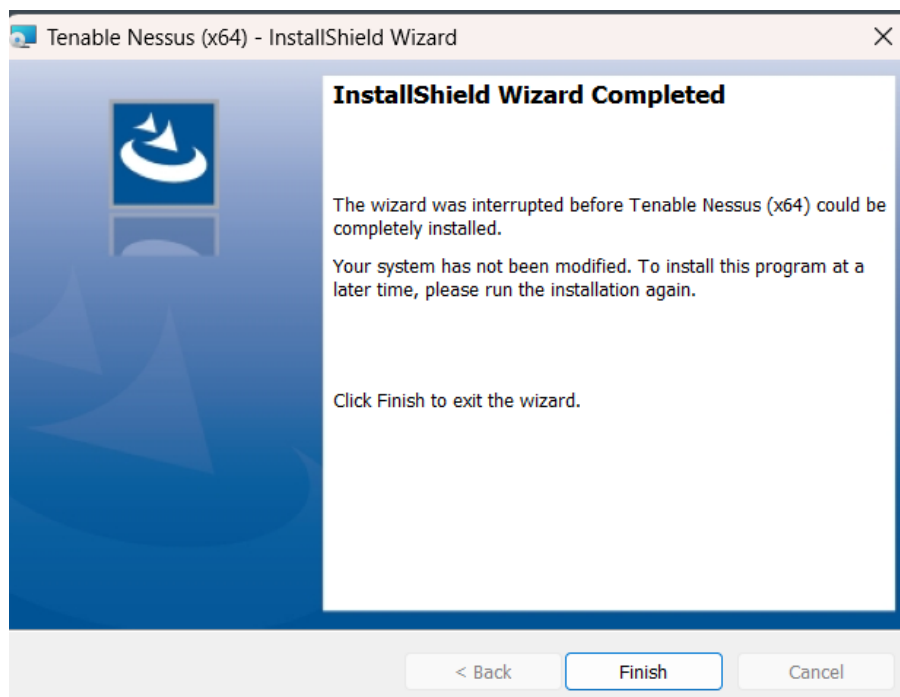 Tenable Nessus (x64) - InstallShield Wizard
InstallShield Wizard Completed
The wizard was interrupted before Tenable Nessus (x64) could be
completely installed.
Your system has not been modified. To install this program at a
later time, please run the installation again.
Click Finish to exit the wizard.
< Back
Finish
Cancel